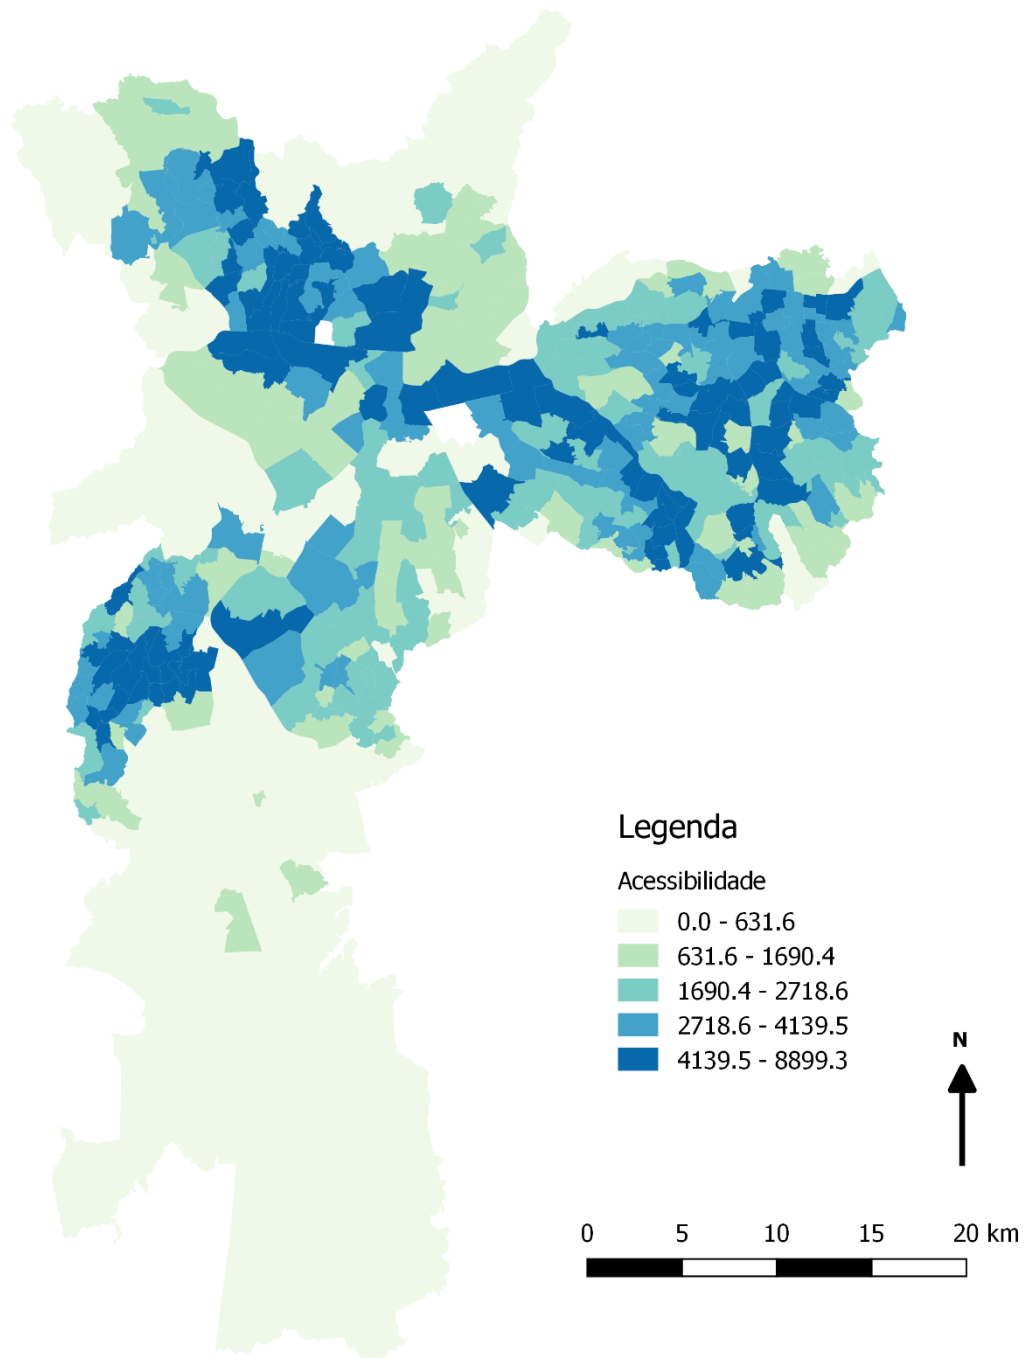 Legenda
Acessibilidade
0.0 - 631.6
631.6 - 1690.4
1690.4 - 2718.6
2718.6 - 4139.5
4139.5 - 8899.3
N
0 5 10 15 20 km